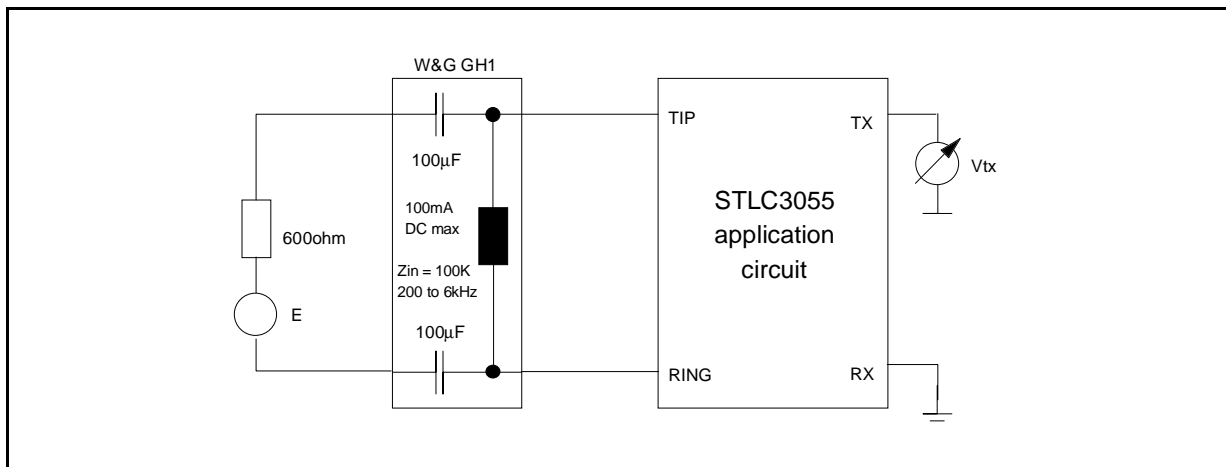 W&G GH1
TIP
TX
100μF
Vtx
100mA
DC max
STLC3055
application
circuit
600ohm
Zin = 100K
200 to 6kHz
E
100μF
RING
RX